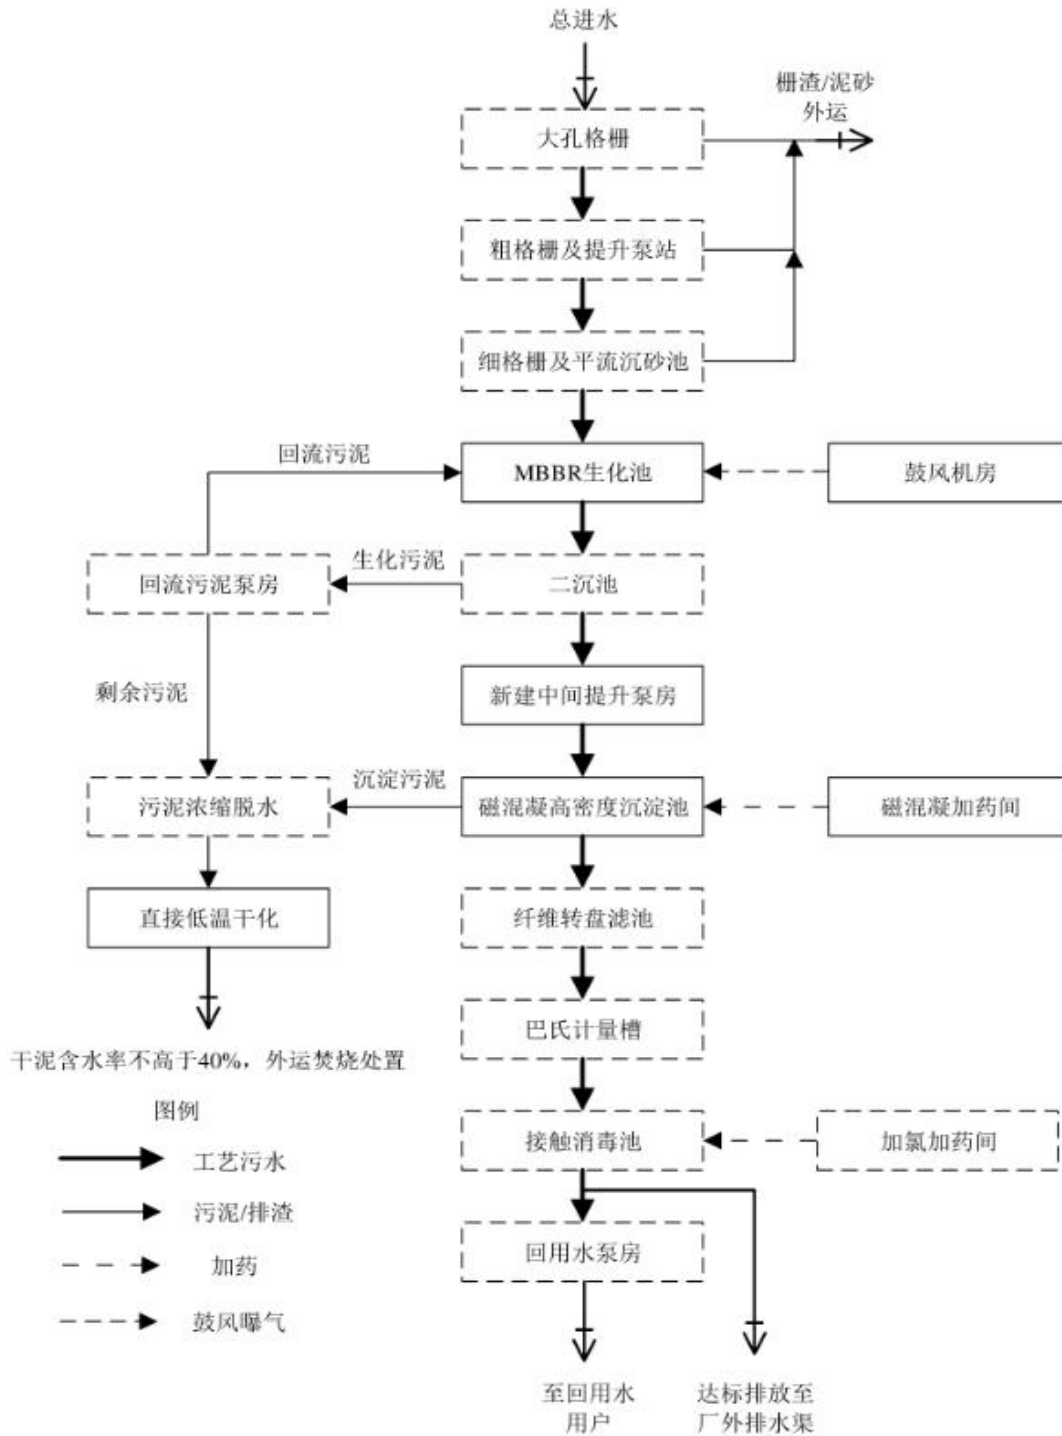 总进水
栅渣/泥砂
外运
大孔格栅
粗格栅及提升泵站
细格栅及平流沉砂池
回流污泥
MBBR生化池
鼓风机房
生化污泥
回流污泥泵房
二沉池
剩余污泥
新建中间提升泵房
沉淀污泥
污泥浓缩脱水
磁混凝高密度沉淀池
磁混凝加药间
直接低温干化
纤维转盘滤池
巴氏计量槽
干泥含水率不高于40%，外运焚烧处置
图例
接触消毒池
加氯加药间
工艺污水
污泥/排渣
回用水泵房
加药
鼓风曝气
至回用水
用户
达标排放至
厂外排水渠